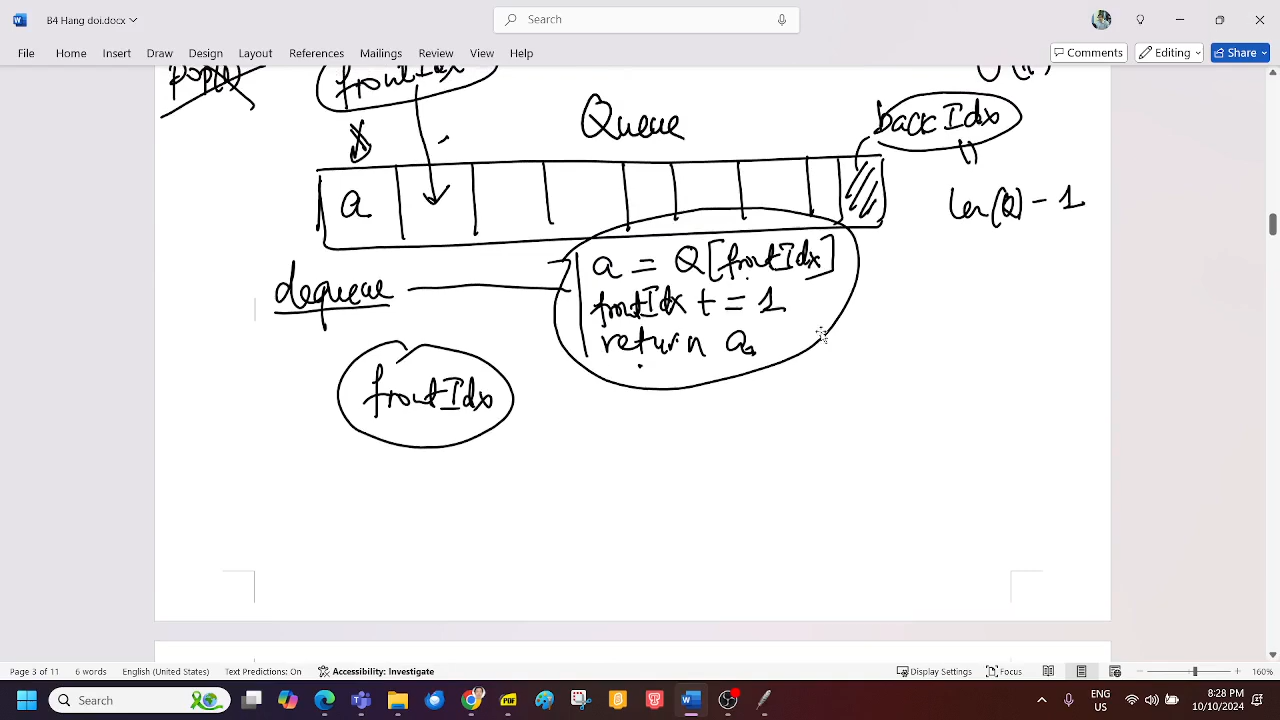 B4 Hang doi.docx
Search
File Home Insert Draw Design Layout References Mailings Review View Help
Comments Editing Share
pop(0)
frontIdx
Queue
backIdx
len(Q) - 1
a
dequeue
a = Q[frontIdx]
frontIdx += 1
return a
frontIdx
Page 3 of 11 6 words English (United States) Text Predictions: On Accessibility: Investigate Display Settings Focus 160%
Search
PDF
ENG
US
8:28 PM
10/10/2024